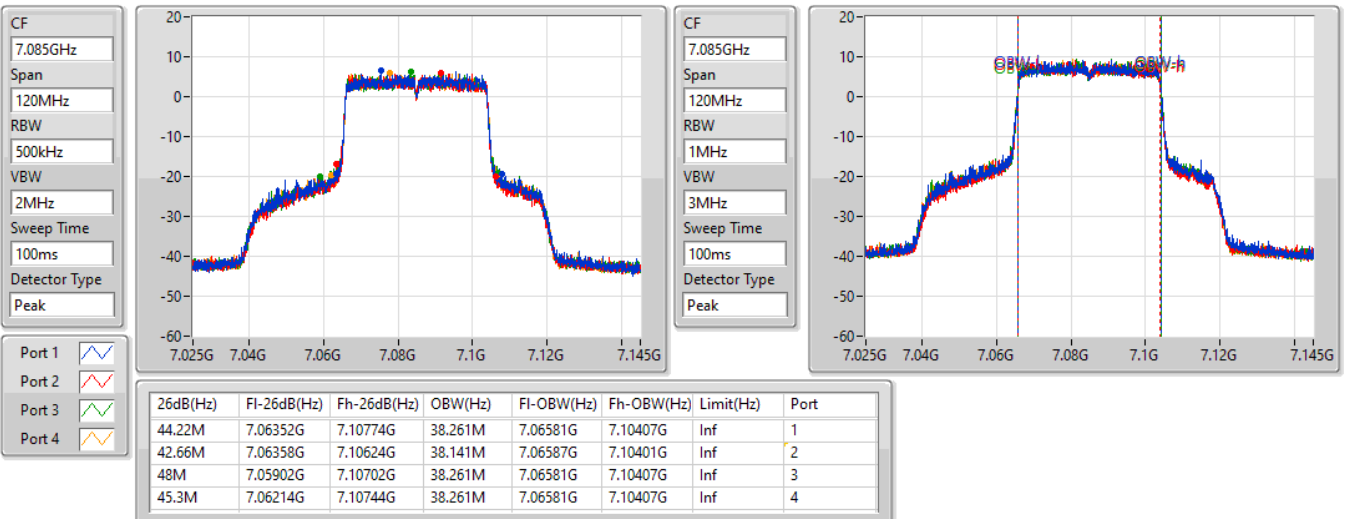 CF
7.085GHz
Span
120MHz
RBW
500kHz
VBW
2MHz
Sweep Time
100ms
Detector Type
Peak
20
10
0
-10
-20
-30
-40
-50
-60
7.025G 7.04G 7.06G 7.08G 7.1G 7.12G 7.145G
CF
7.085GHz
Span
120MHz
RBW
1MHz
VBW
3MHz
Sweep Time
100ms
Detector Type
Peak
20
10
0
-10
-20
-30
-40
-50
-60
OBW-l OBW-h
7.025G 7.04G 7.06G 7.08G 7.1G 7.12G 7.145G
Port 1
Port 2
Port 3
Port 4
26dB(Hz) Fl-26dB(Hz) Fh-26dB(Hz) OBW(Hz) Fl-OBW(Hz) Fh-OBW(Hz) Limit(Hz) Port
44.22M 7.06352G 7.10774G 38.261M 7.06581G 7.10407G Inf 1
42.66M 7.06358G 7.10624G 38.141M 7.06587G 7.10401G Inf 2
48M 7.05902G 7.10702G 38.261M 7.06581G 7.10407G Inf 3
45.3M 7.06214G 7.10744G 38.261M 7.06581G 7.10407G Inf 4